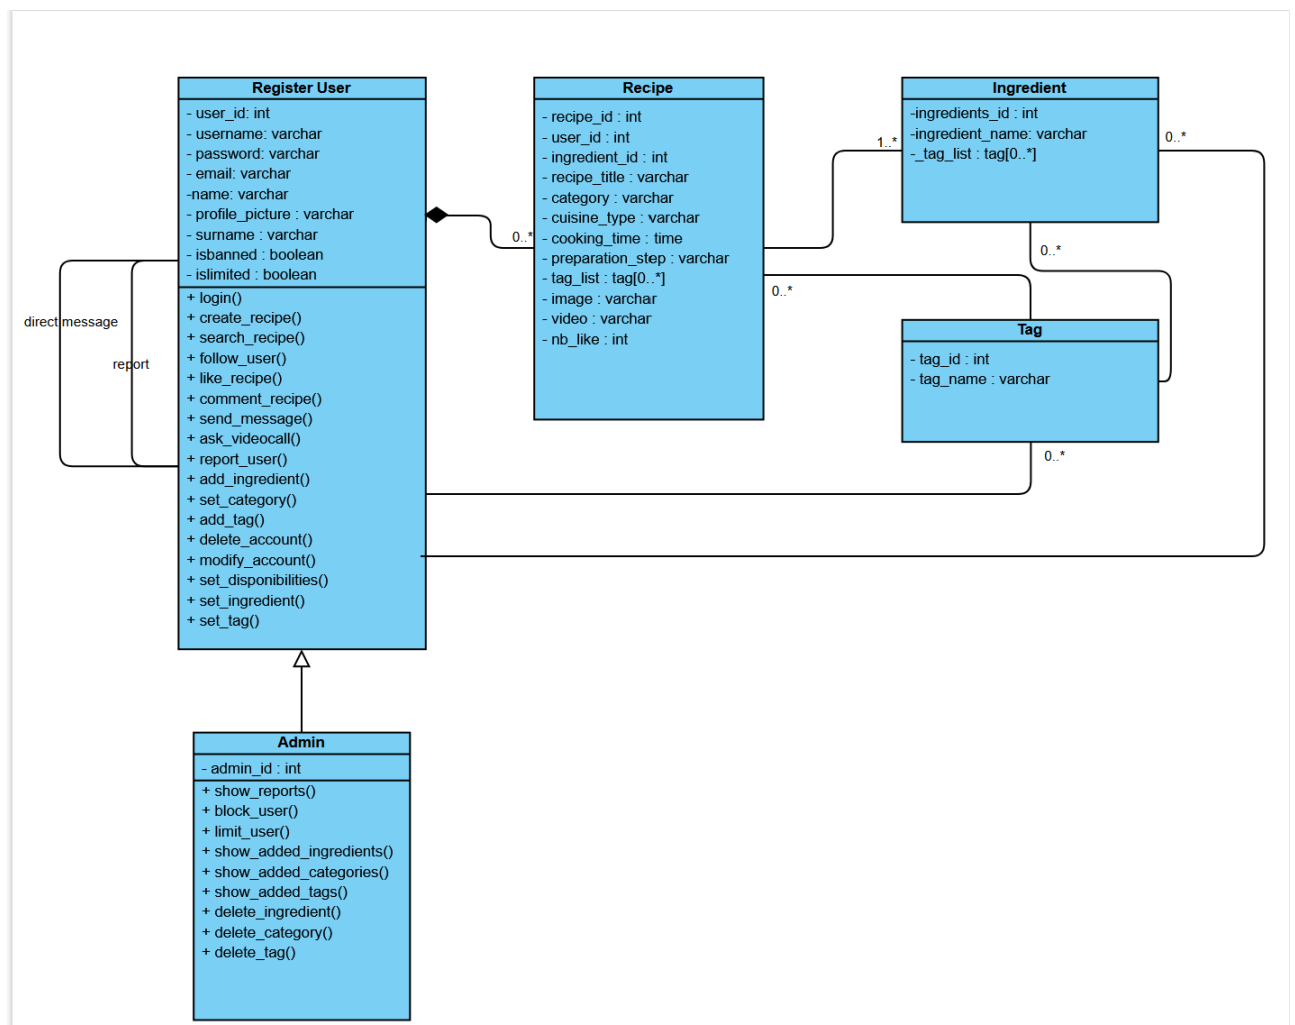 Register User
- user_id: int
- username: varchar
- password: varchar
- email: varchar
-name: varchar
- profile_picture : varchar
- surname : varchar
- isbanned : boolean
- islimited : boolean
+ login()
+ create_recipe()
+ search_recipe()
+ follow_user()
+ like_recipe()
+ comment_recipe()
+ send_message()
+ ask_videocall()
+ report_user()
+ add_ingredient()
+ set_category()
+ add_tag()
+ delete_account()
+ modify_account()
+ set_disponibilities()
+ set_ingredient()
+ set_tag()
direct message
report
0..*
Recipe
- recipe_id : int
- user_id : int
- ingredient_id : int
- recipe_title : varchar
- category : varchar
- cuisine_type : varchar
- cooking_time : time
- preparation_step : varchar
- tag_list : tag[0..*]
- image : varchar
- video : varchar
- nb_like : int
1..*
0..*
Ingredient
-ingredients_id : int
-ingredient_name: varchar
-_tag_list : tag[0..*]
0..*
0..*
Tag
- tag_id : int
- tag_name : varchar
0..*
Admin
- admin_id : int
+ show_reports()
+ block_user()
+ limit_user()
+ show_added_ingredients()
+ show_added_categories()
+ show_added_tags()
+ delete_ingredient()
+ delete_category()
+ delete_tag()